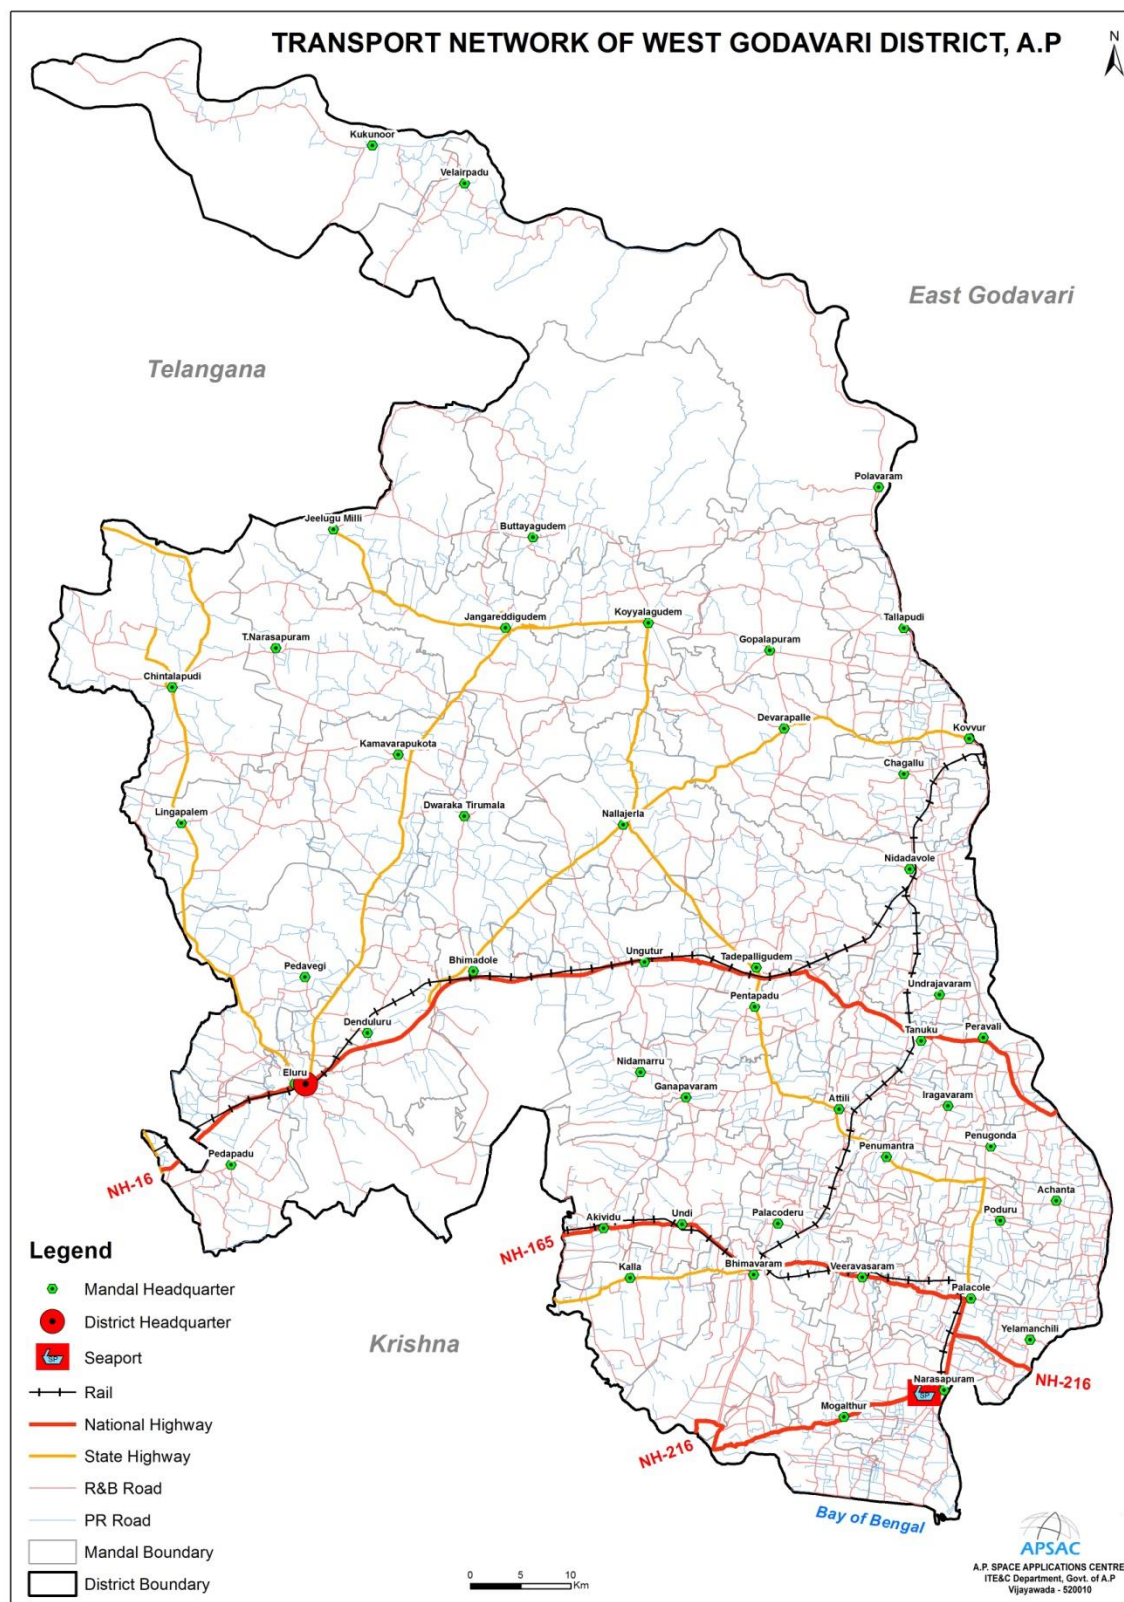 TRANSPORT NETWORK OF WEST GODAVARI DISTRICT, A.P
N
Kukunoor
Velairpadu
East Godavari
Telangana
Polavaram
Jeelugu Milli
Buttayagudem
Jangareddigudem
Koyyalagudem
Tallapudi
T.Narasapuram
Gopalapuram
Chintalapudi
Devarapalle
Kovvur
Kamavarapukota
Chagallu
Dwaraka Tirumala
Lingapalem
Nallajerla
Nidadavole
Pedavegi
Bhimadole
Ungutur
Tadepalligudem
Undrajavaram
Pentapadu
Denduluru
Tanuku
Peravali
Eluru
Nidamarru
Ganapavaram
Attili
Iragavaram
Pedapadu
Penumantra
Penugonda
NH-16
Achanta
Akividu
Undi
Palacoderu
Poduru
NH-165
Kalla
Bhimavaram
Veeravasaram
Palacole
Krishna
Yelamanchili
NH-216
Narasapuram
SP
Mogalthur
NH-216
Bay of Bengal
Legend
Mandal Headquarter
District Headquarter
SP
Seaport
Rail
National Highway
State Highway
R&B Road
PR Road
Mandal Boundary
District Boundary
0 5 10
Km
APSAC
A.P. SPACE APPLICATIONS CENTRE
ITE&C Department, Govt. of A.P
Vijayawada - 520010